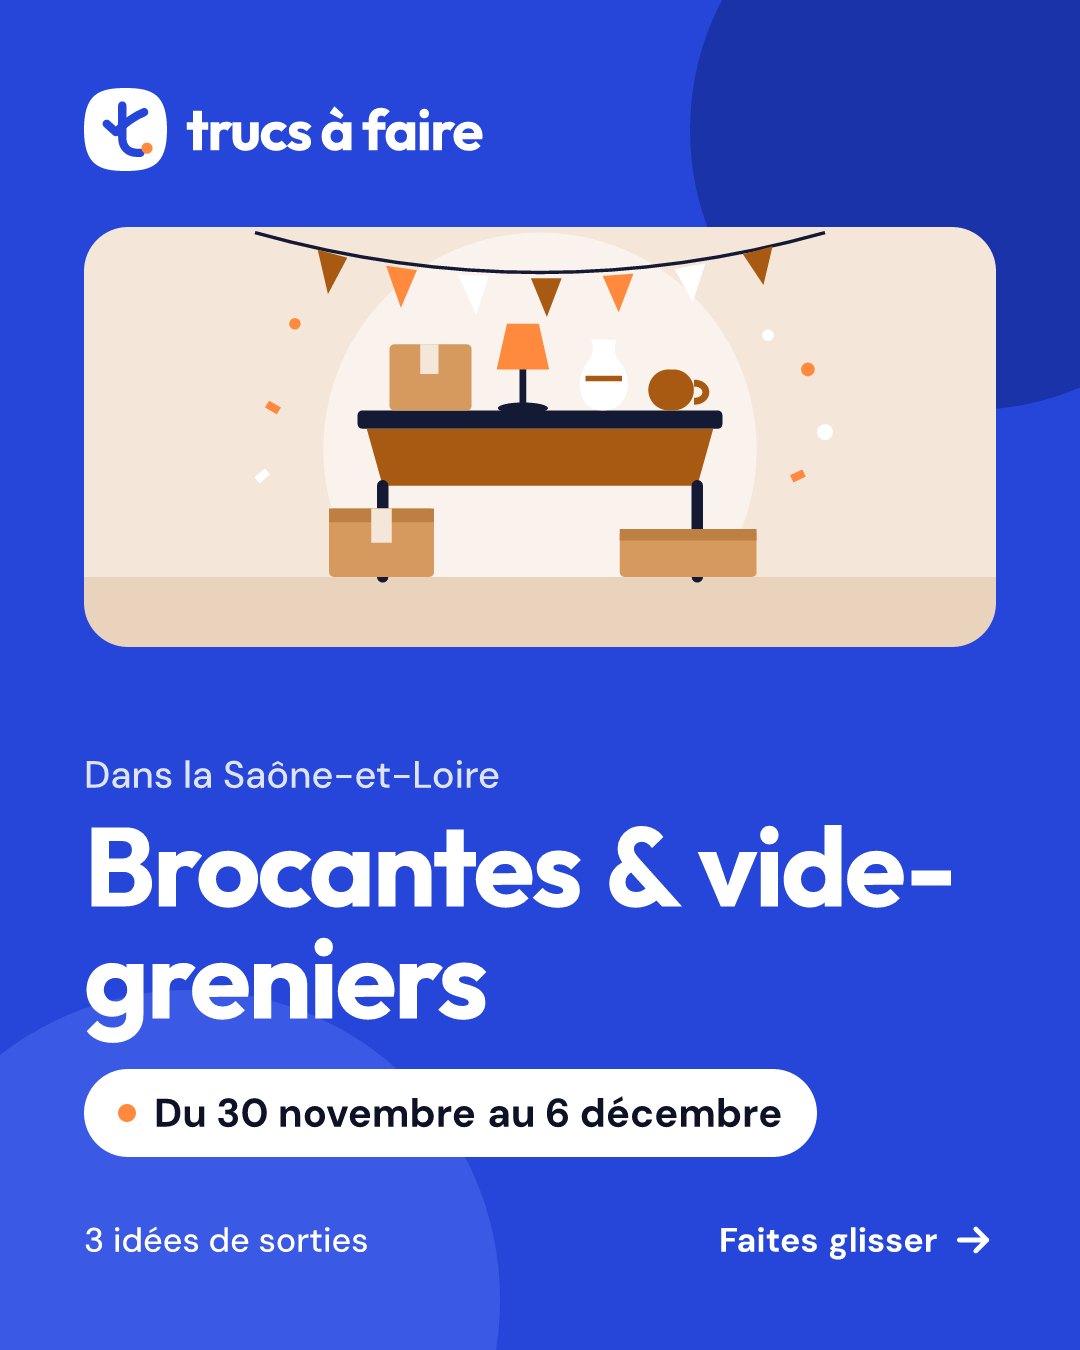 trucs à faire
Dans la Saône-et-Loire
Brocantes & vide-
greniers
Du 30 novembre au 6 décembre
3 idées de sorties
Faites glisser →